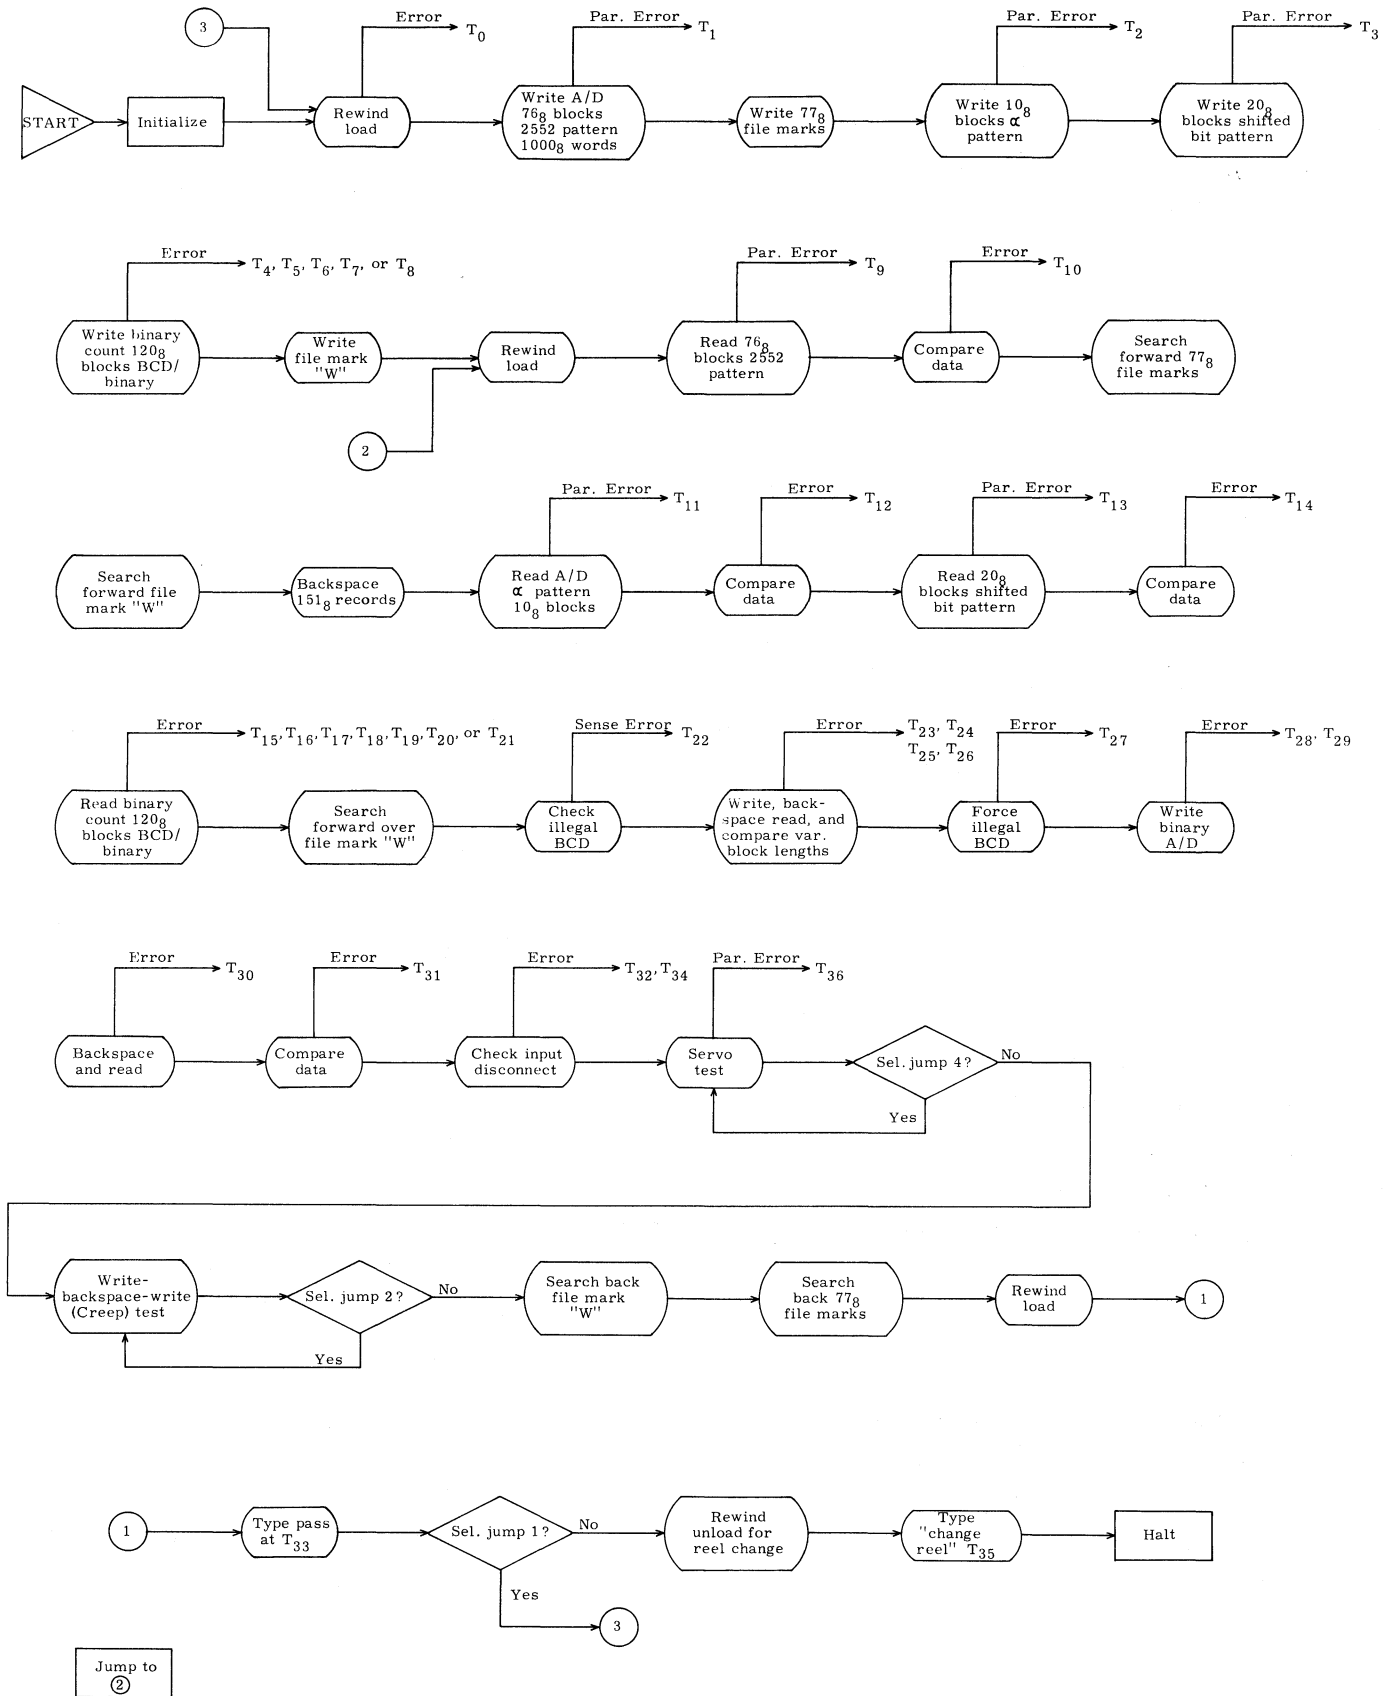 Error
T0
Par. Error
T1
Par. Error
T2
Par. Error
T3
3
START
Initialize
Rewind
load
Write A/D
76₈ blocks
2552 pattern
1000₈ words
Write 77₈
file marks
Write 10₈
blocks α
pattern
Write 20₈
blocks shifted
bit pattern
Error
T4, T5, T6, T7, or T8
Par. Error
T9
Error
T10
Write binary
count 120₈
blocks BCD/
binary
Write
file mark
"W"
Rewind
load
Read 76₈
blocks 2552
pattern
Compare
data
Search
forward 77₈
file marks
2
Par. Error
T11
Error
T12
Par. Error
T13
Error
T14
Search
forward file
mark "W"
Backspace
151₈ records
Read A/D
α pattern
10₈ blocks
Compare
data
Read 20₈
blocks shifted
bit pattern
Compare
data
Error
T15, T16, T17, T18, T19, T20, or T21
Sense Error
T22
Error
T23, T24
T25, T26
Error
T27
Error
T28, T29
Read binary
count 120₈
blocks BCD/
binary
Search
forward over
file mark "W"
Check
illegal
BCD
Write, back-
space read, and
compare var.
block lengths
Force
illegal
BCD
Write
binary
A/D
Error
T30
Error
T31
Error
T32, T34
Par. Error
T36
Backspace
and read
Compare
data
Check input
disconnect
Servo
test
Sel. jump 4?
No
Yes
Write-
backspace-write
(Creep) test
Sel. jump 2?
No
Yes
Search back
file mark
"W"
Search
back 77₈
file marks
Rewind
load
1
1
Type pass
at T33
Sel. jump 1?
No
Yes
3
Rewind
unload for
reel change
Type
"change
reel" T35
Halt
Jump to
2